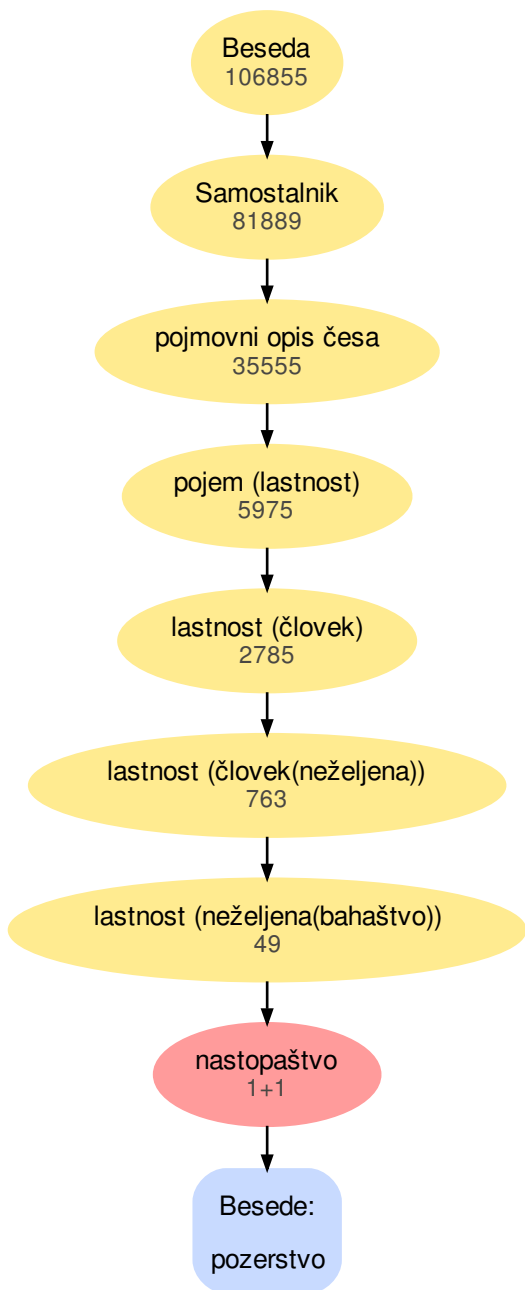 Beseda
106855
Samostalnik
81889
pojmovni opis česa
35555
pojem (lastnost)
5975
lastnost (človek)
2785
lastnost (človek(neželjena))
763
lastnost (neželjena(bahaštvo))
49
nastopaštvo
1+1
Besede:
pozerstvo